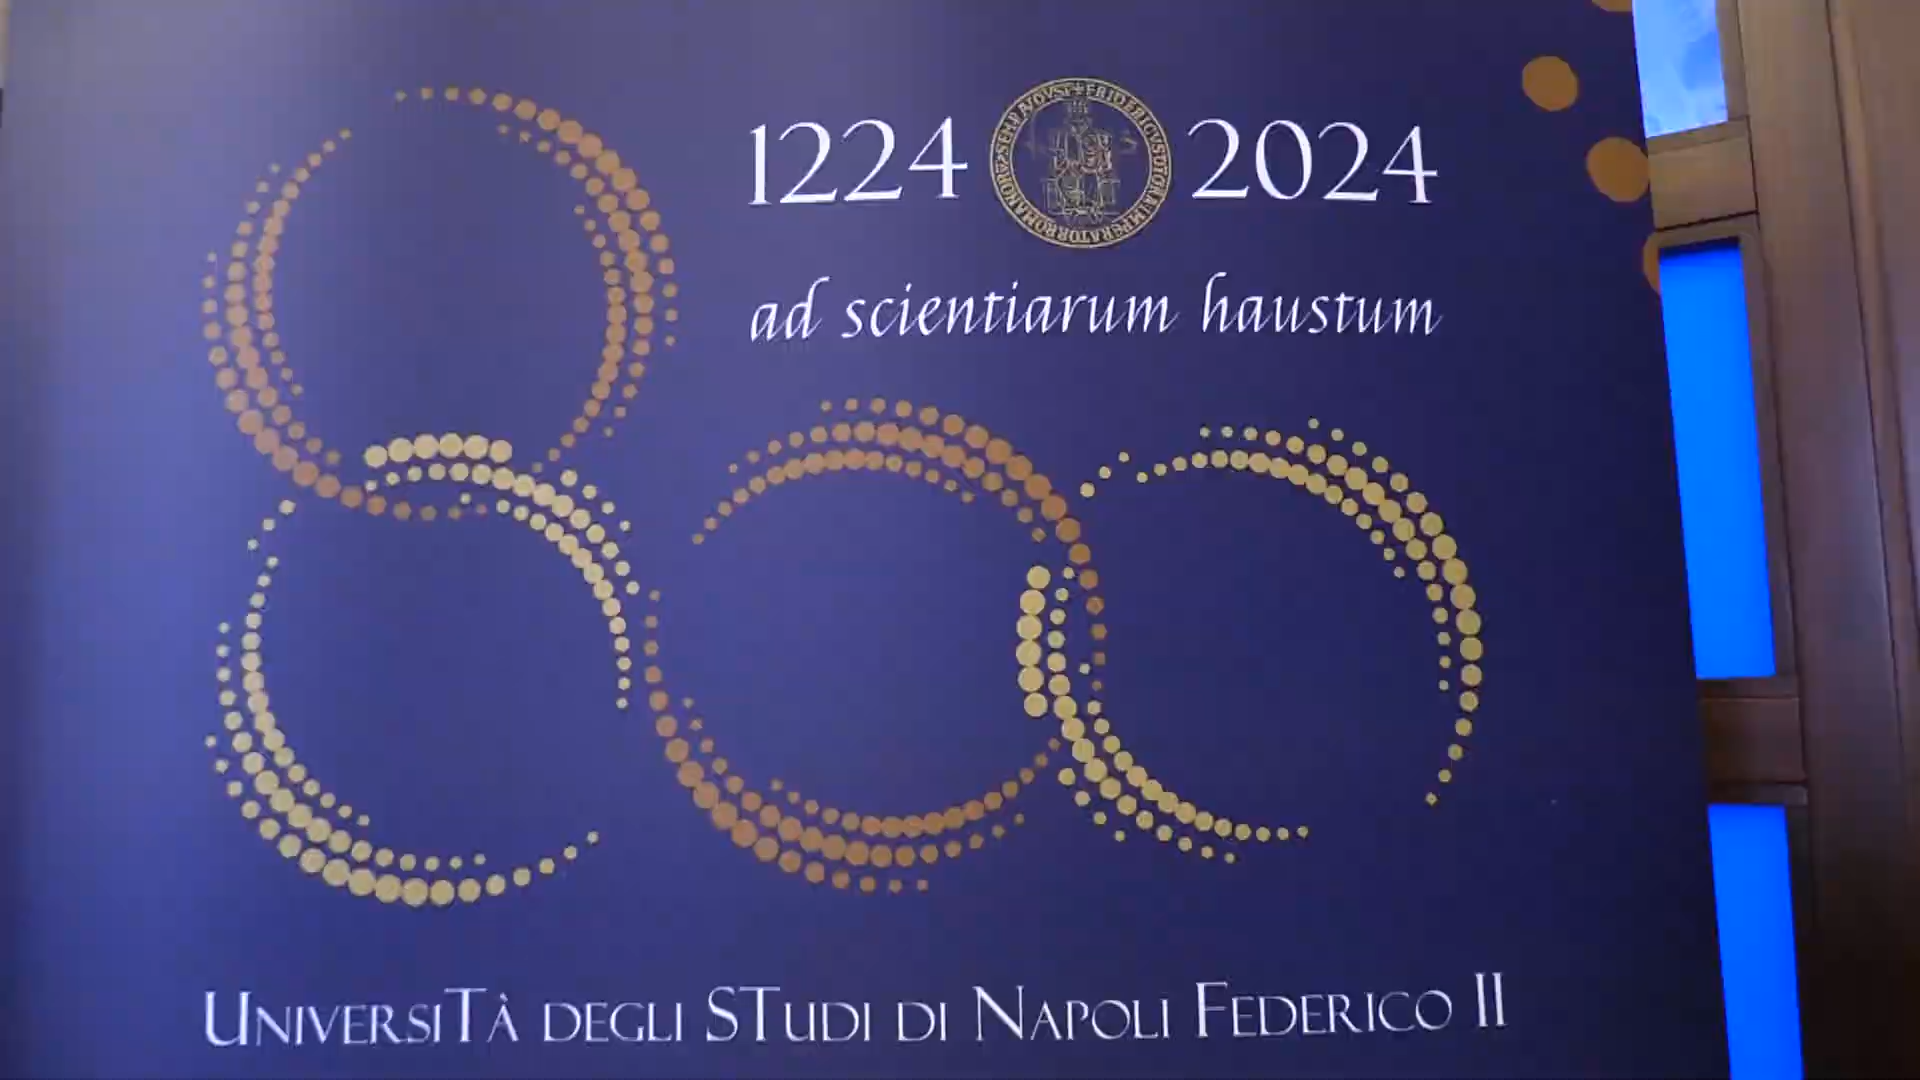 1224 2024
ad scientiarum haustum
UNIVERSITÀ DEGLI STUDI DI NAPOLI FEDERICO II